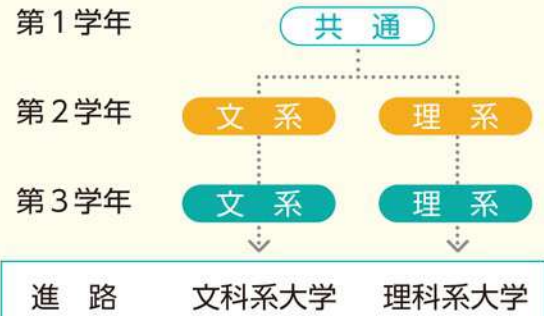 第1学年 共 通
第2学年 文 系 理 系
第3学年 文 系 理 系
進 路 文科系大学 理科系大学